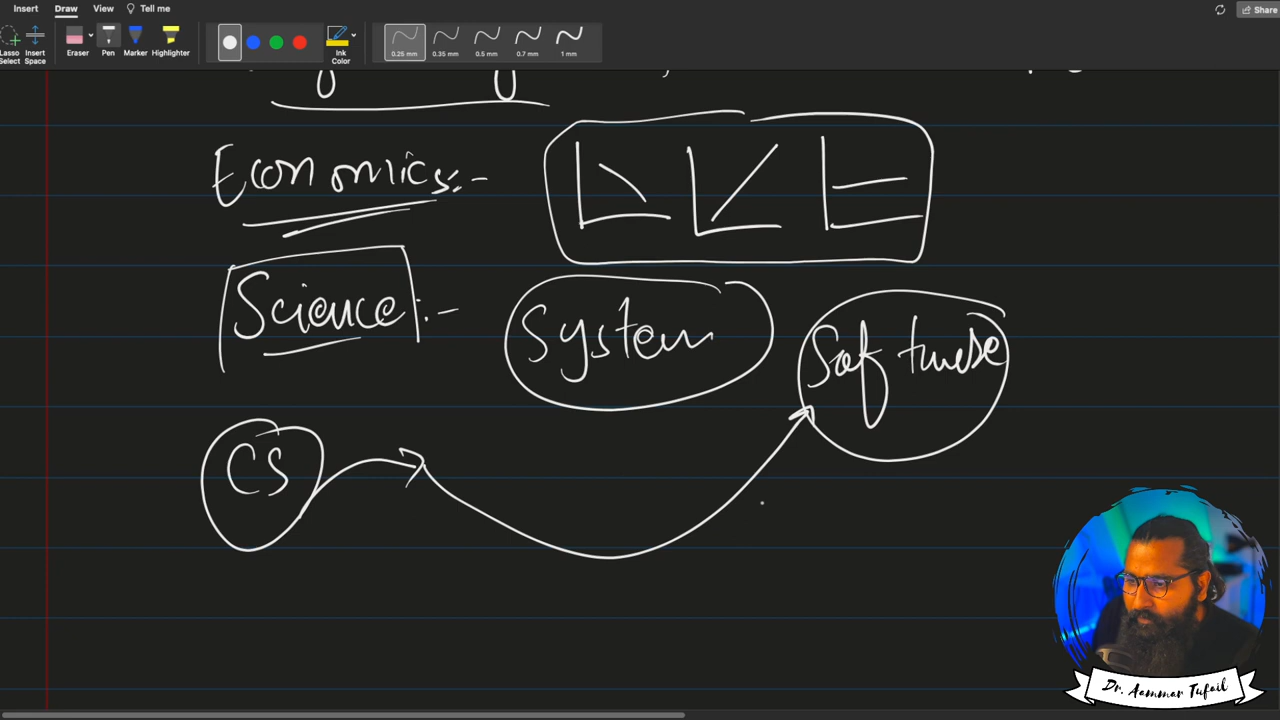 Insert Draw View Tell me Share
Lasso Select Insert Space Eraser Pen Marker Highlighter Ink Color 0.25 mm 0.35 mm 0.5 mm 0.7 mm 1 mm
Economics:-
Science:- System Software
CS
Dr. Aammar Tufail